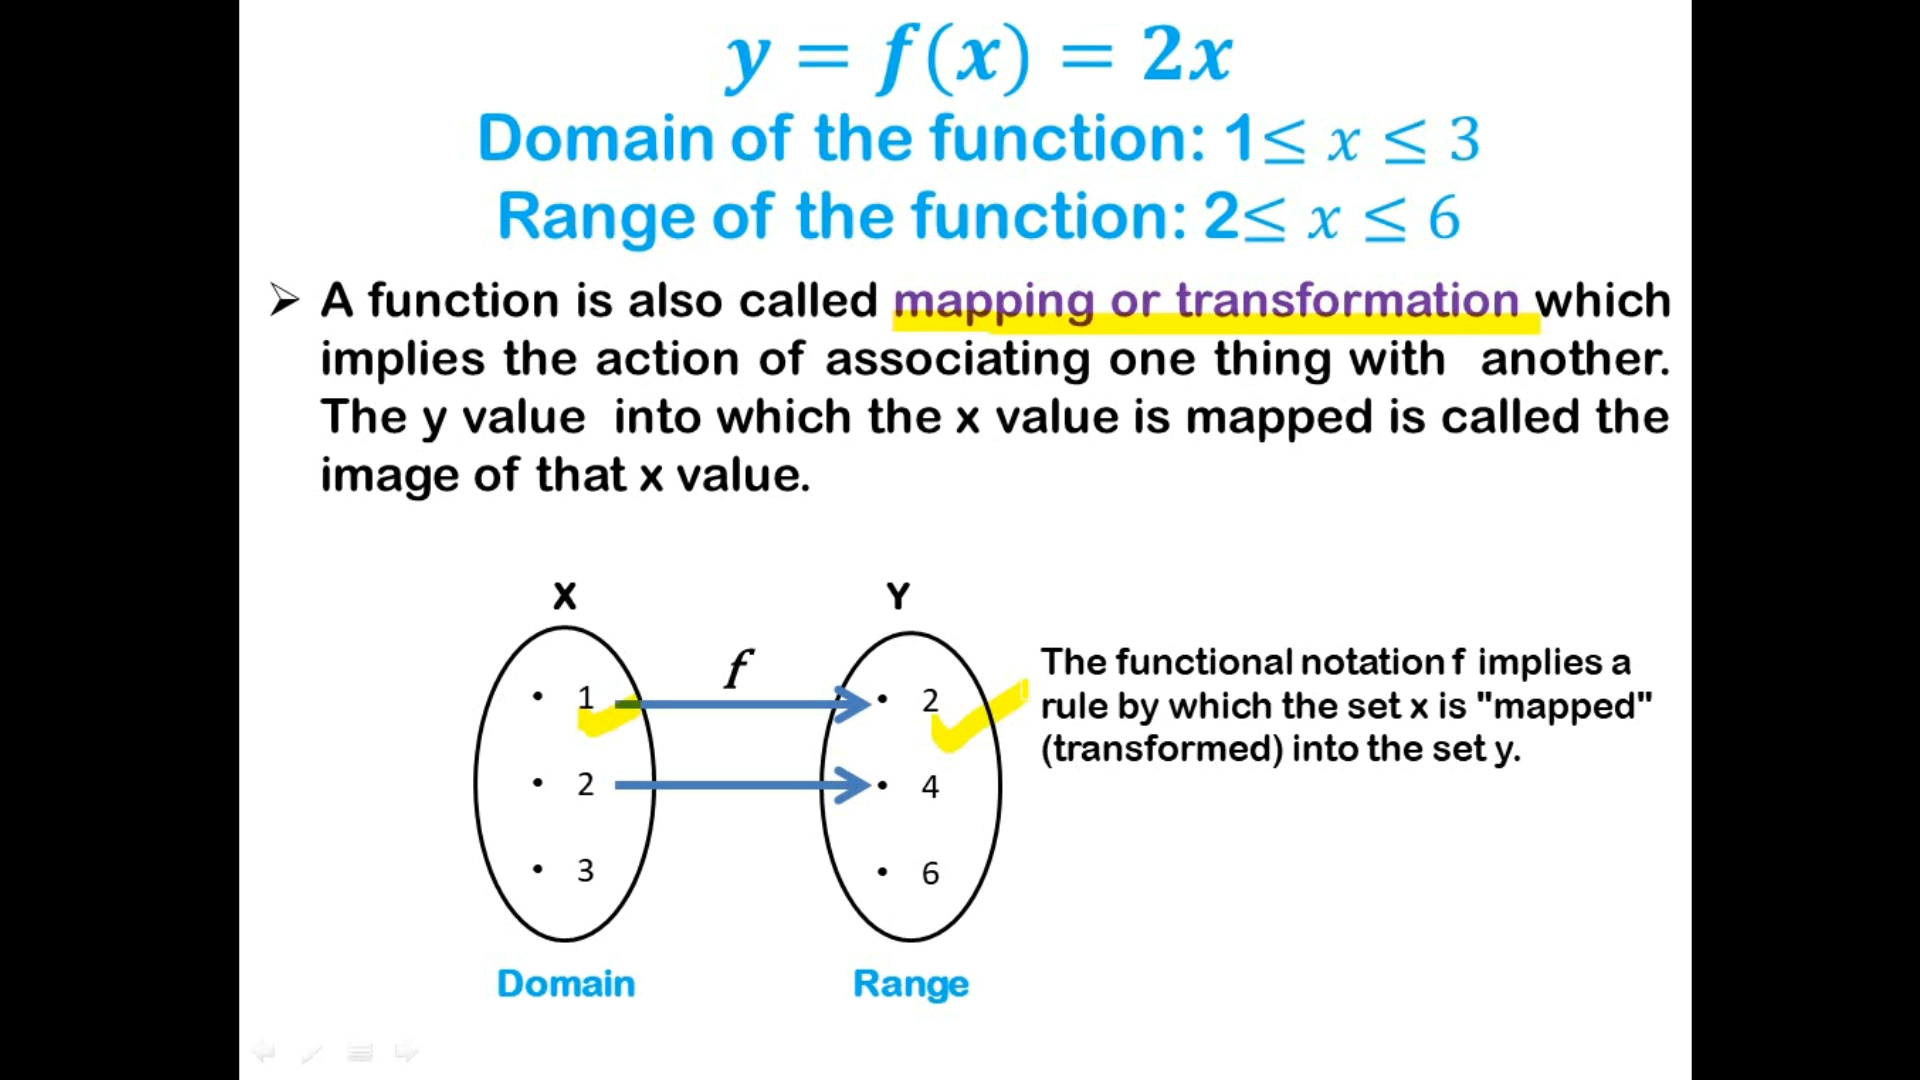 y = f(x) = 2x
Domain of the function: 1≤ x ≤ 3
Range of the function: 2≤ x ≤ 6
➢ A function is also called mapping or transformation which
implies the action of associating one thing with another.
The y value into which the x value is mapped is called the
image of that x value.
X Y
f
• 1 • 2
• 2 • 4
• 3 • 6
The functional notation f implies a
rule by which the set x is "mapped"
(transformed) into the set y.
Domain Range